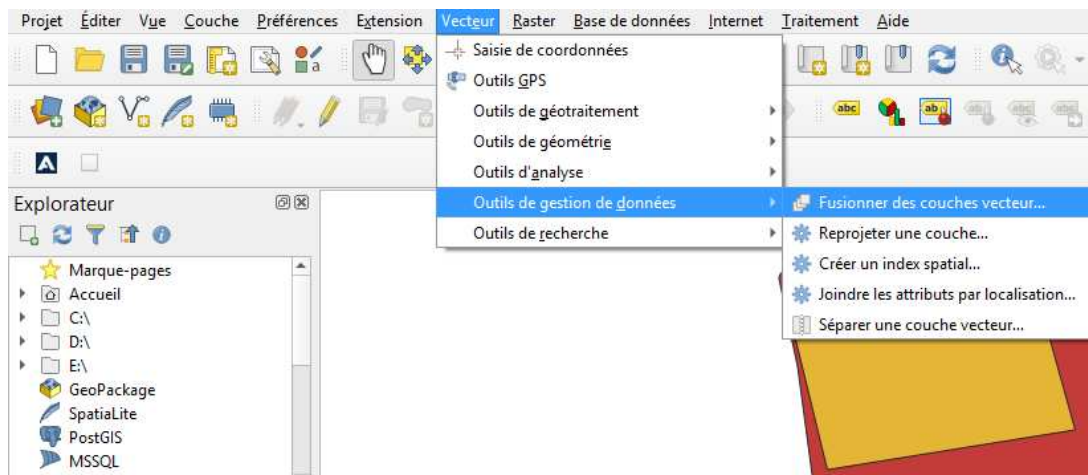 Projet Éditer Vue Couche Préférences Extension Vecteur Raster Base de données Internet Traitement Aide
Saisie de coordonnées
Outils GPS
Outils de géotraitement
Outils de géométrie
Outils d'analyse
Outils de gestion de données
Outils de recherche
Fusionner des couches vecteur...
Reprojeter une couche...
Créer un index spatial...
Joindre les attributs par localisation...
Séparer une couche vecteur...
a
abc
ab
abc
abc
A
Explorateur
Marque-pages
Accueil
C:\
D:\
E:\
GeoPackage
SpatiaLite
PostGIS
MSSQL